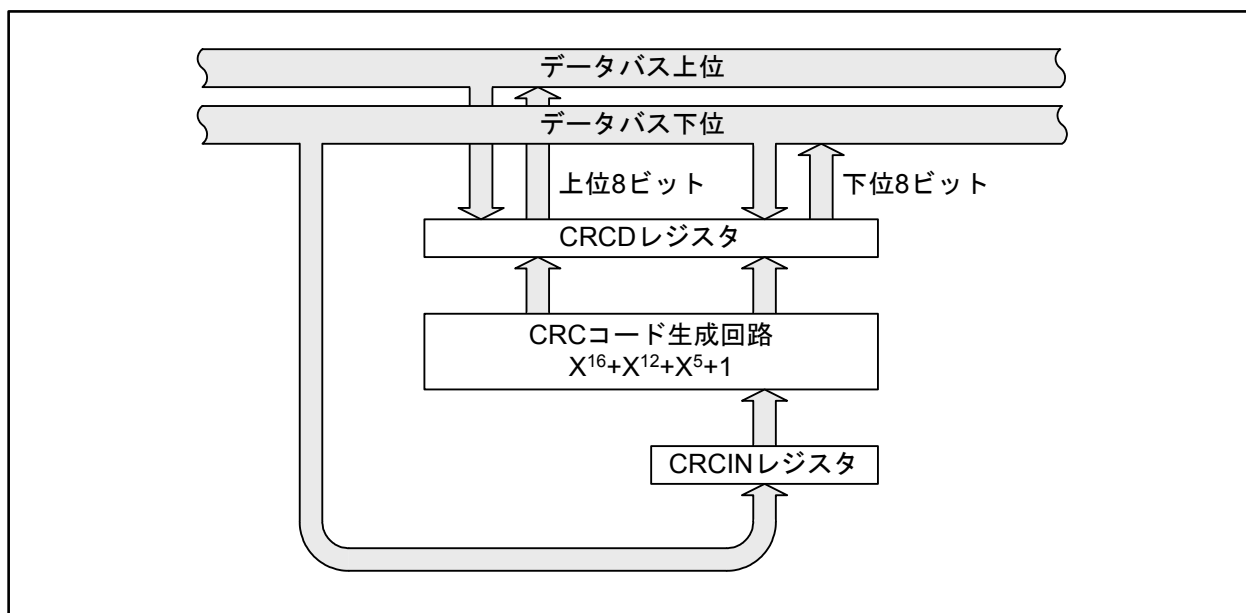 データバス上位
データバス下位
上位8ビット
下位8ビット
CRCDレジスタ
CRCコード生成回路
X¹⁶+X¹²+X⁵+1
CRCINレジスタ